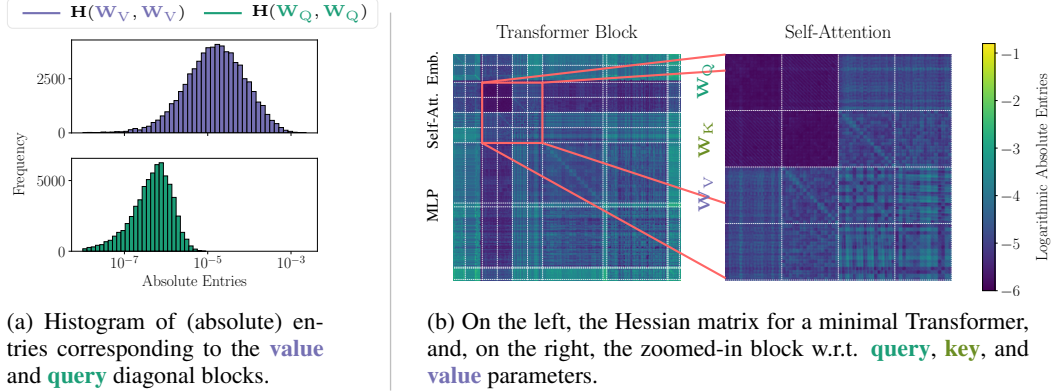 H(W_V, W_V) H(W_Q, W_Q)
2500
0
5000
0
Frequency
10^-7 10^-5 10^-3
Absolute Entries
(a) Histogram of (absolute) en-
tries corresponding to the value
and query diagonal blocks.
Transformer Block
Emb.
Self-Att.
MLP
Self-Attention
W_Q
W_K
W_V
−1
−2
−3
−4
−5
−6
Logarithmic Absolute Entries
(b) On the left, the Hessian matrix for a minimal Transformer,
and, on the right, the zoomed-in block w.r.t. query, key, and
value parameters.